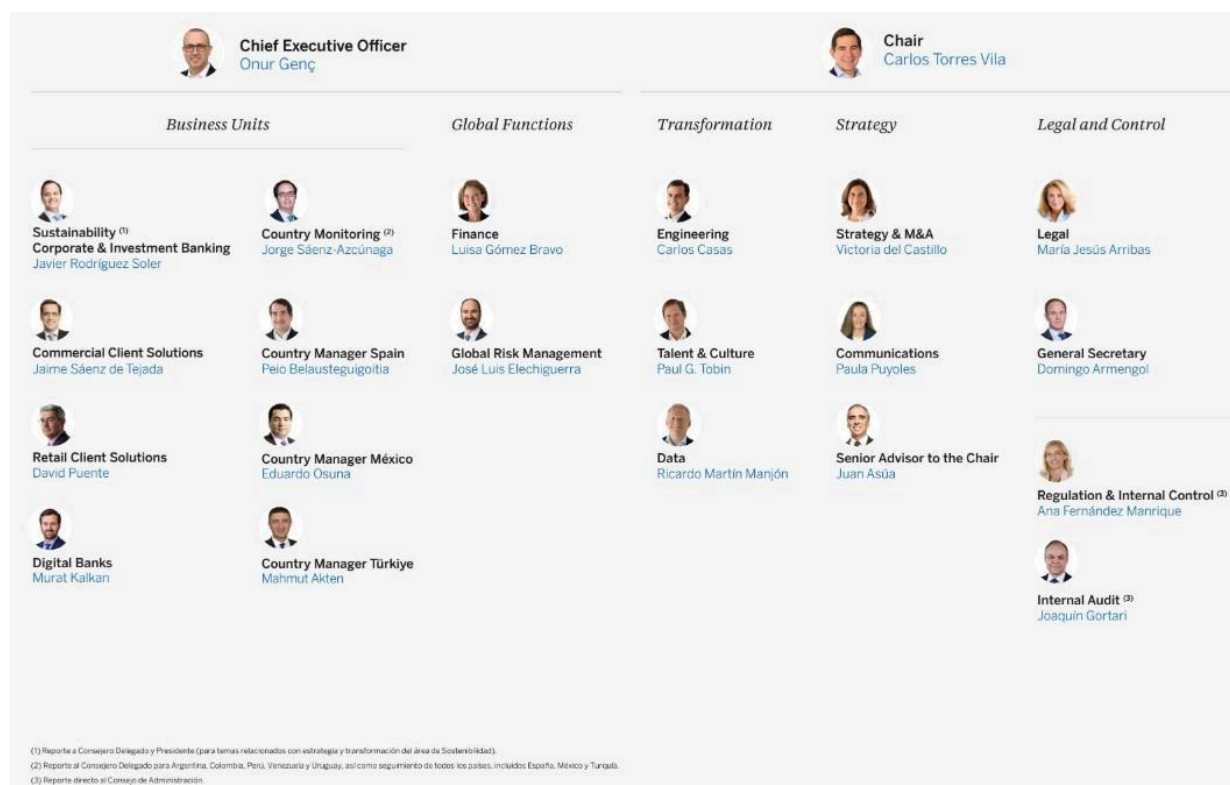 Chief Executive Officer
Onur Genç
Chair
Carlos Torres Vila
Business Units
Global Functions
Transformation
Strategy
Legal and Control
Sustainability (1)
Corporate & Investment Banking
Javier Rodríguez Soler
Country Monitoring (2)
Jorge Sáenz-Azcúnaga
Finance
Luisa Gómez Bravo
Engineering
Carlos Casas
Strategy & M&A
Victoria del Castillo
Legal
María Jesús Arribas
Commercial Client Solutions
Jaime Sáenz de Tejada
Country Manager Spain
Peio Belausteguigoitia
Global Risk Management
José Luis Elechiguerra
Talent & Culture
Paul G. Tobin
Communications
Paula Puyoles
General Secretary
Domingo Armengol
Retail Client Solutions
David Puente
Country Manager México
Eduardo Osuna
Data
Ricardo Martín Manjón
Senior Advisor to the Chair
Juan Asúa
Regulation & Internal Control (3)
Ana Fernández Manrique
Digital Banks
Murat Kalkan
Country Manager Türkiye
Mahmut Akten
Internal Audit (3)
Joaquín Gortari
(1) Reporte a Consejero Delegado y Presidente (para temas relacionados con estrategia y transformación del área de Sostenibilidad).
(2) Reporte al Consejero Delegado para Argentina, Colombia, Perú, Venezuela y Uruguay, así como seguimiento de todos los países, incluidos España, México y Turquía.
(3) Reporte directo al Consejo de Administración.